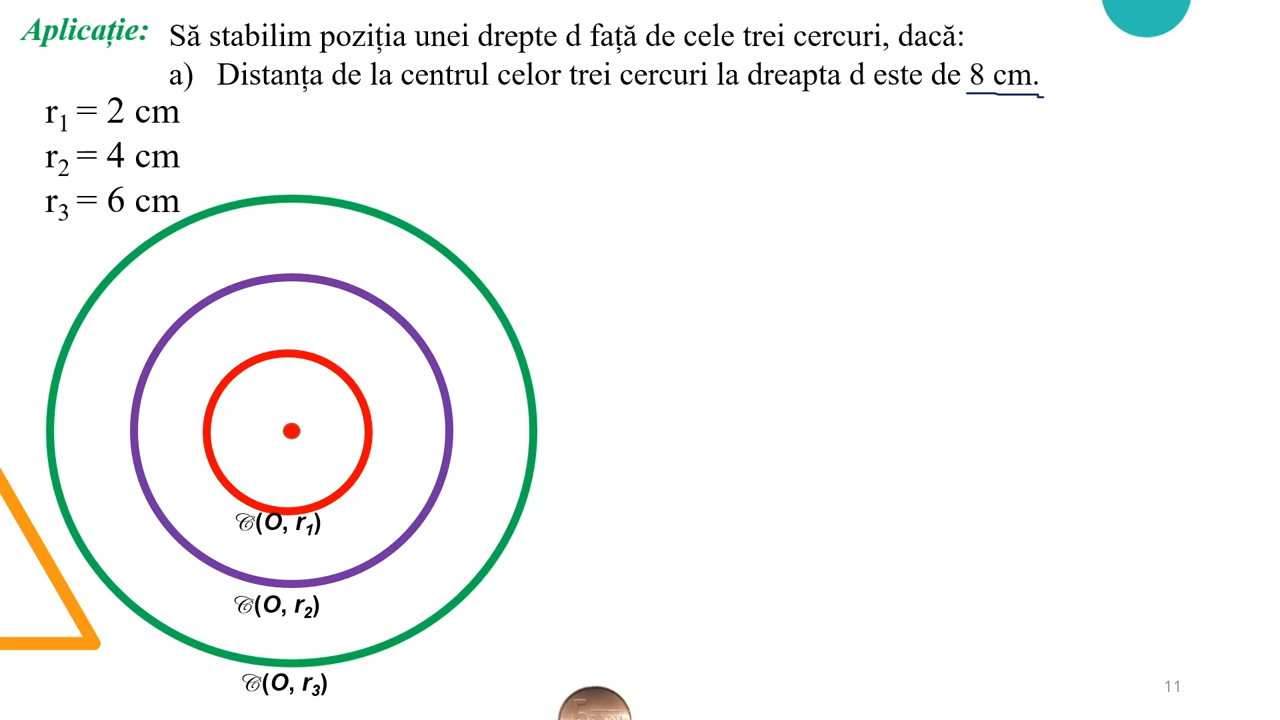 Aplicație: Să stabilim poziția unei drepte d față de cele trei cercuri, dacă:
a) Distanța de la centrul celor trei cercuri la dreapta d este de 8 cm.
r₁ = 2 cm
r₂ = 4 cm
r₃ = 6 cm
𝒞(O, r₁)
𝒞(O, r₂)
𝒞(O, r₃)
5
11